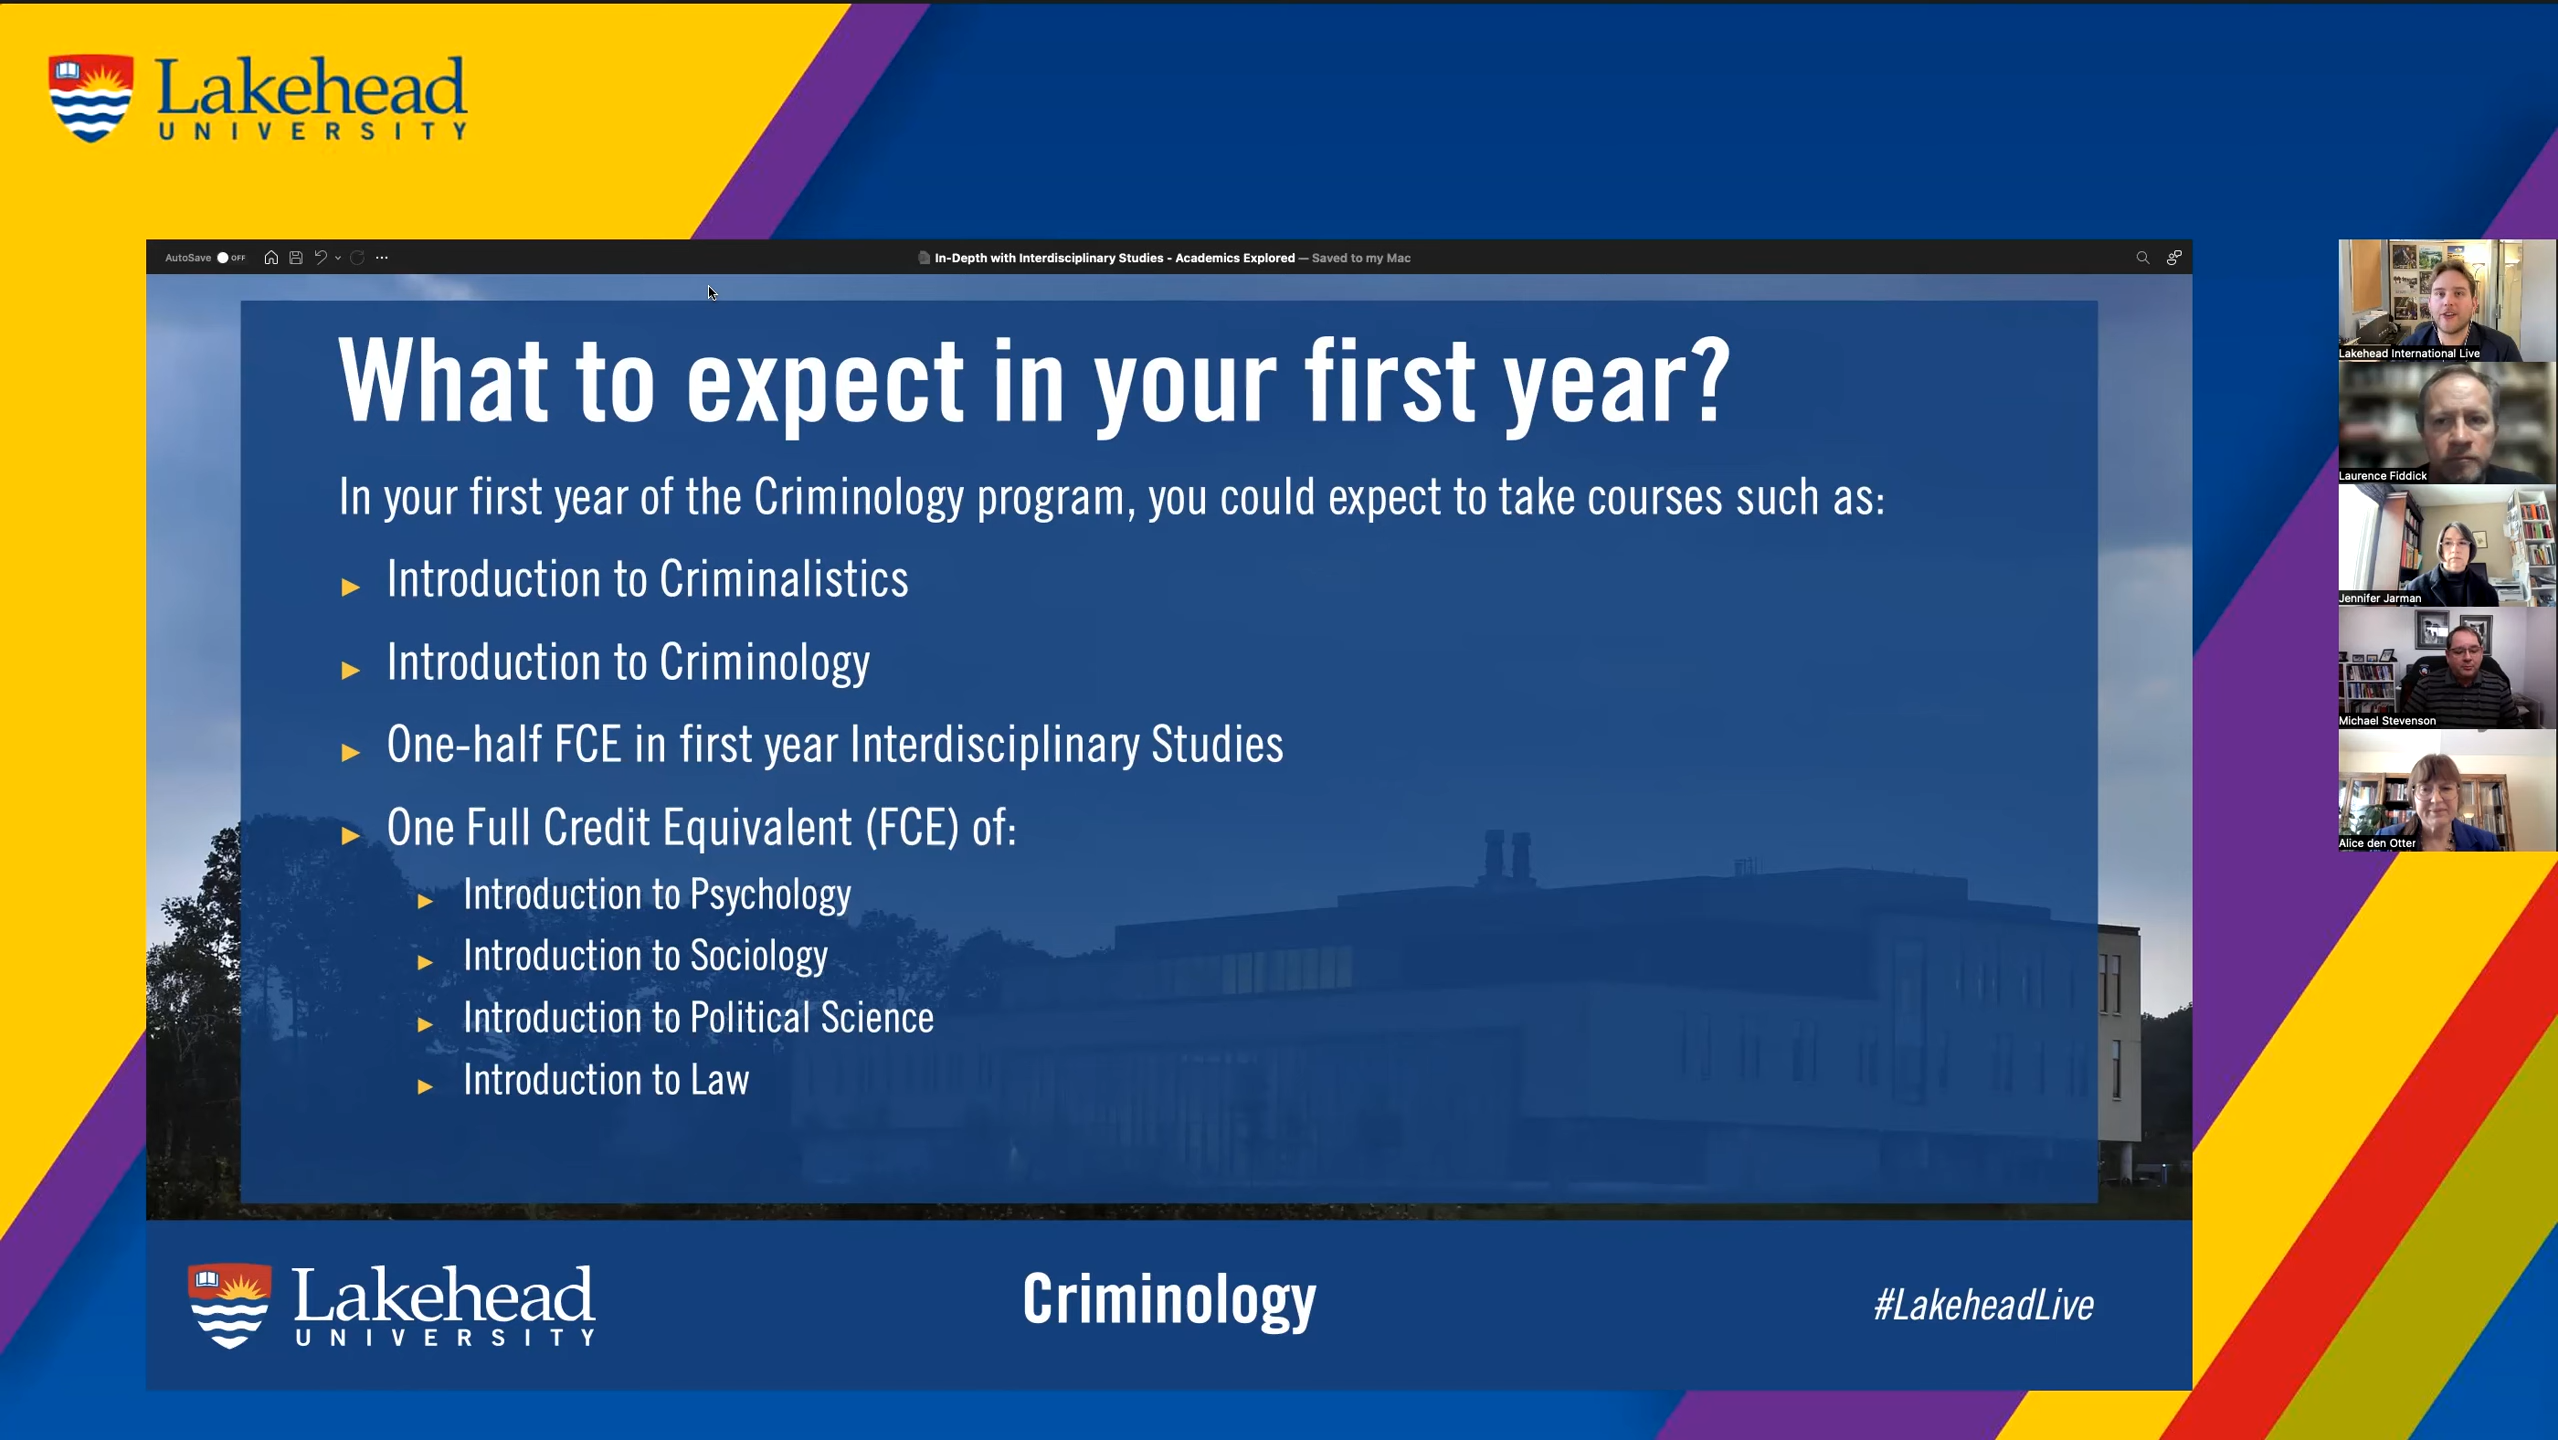 Lakehead
UNIVERSITY
AutoSave OFF
In-Depth with Interdisciplinary Studies - Academics Explored — Saved to my Mac
What to expect in your first year?
In your first year of the Criminology program, you could expect to take courses such as:
Introduction to Criminalistics
Introduction to Criminology
One-half FCE in first year Interdisciplinary Studies
One Full Credit Equivalent (FCE) of:
Introduction to Psychology
Introduction to Sociology
Introduction to Political Science
Introduction to Law
Lakehead
UNIVERSITY
Criminology
#LakeheadLive
Lakehead International Live
Laurence Fiddick
Jennifer Jarman
Michael Stevenson
Alice den Otter